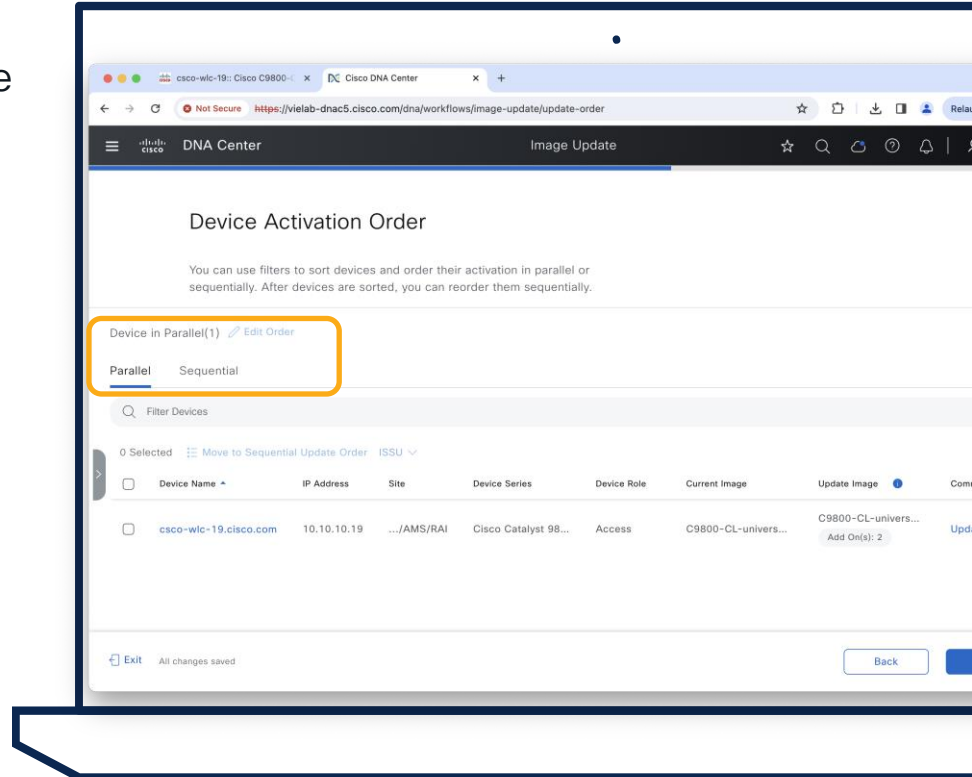 e
csco-wlc-19:: Cisco C9800-C
Cisco DNA Center
Not Secure https://vielab-dnac5.cisco.com/dna/workflows/image-update/update-order
Relau
cisco DNA Center Image Update
Device Activation Order
You can use filters to sort devices and order their activation in parallel or
sequentially. After devices are sorted, you can reorder them sequentially.
Device in Parallel(1) Edit Order
Parallel Sequential
Filter Devices
0 Selected Move to Sequential Update Order ISSU
Device Name IP Address Site Device Series Device Role Current Image Update Image Com
csco-wlc-19.cisco.com 10.10.10.19 .../AMS/RAI Cisco Catalyst 98... Access C9800-CL-univers... C9800-CL-univers... Upda
Add On(s): 2
Exit All changes saved Back